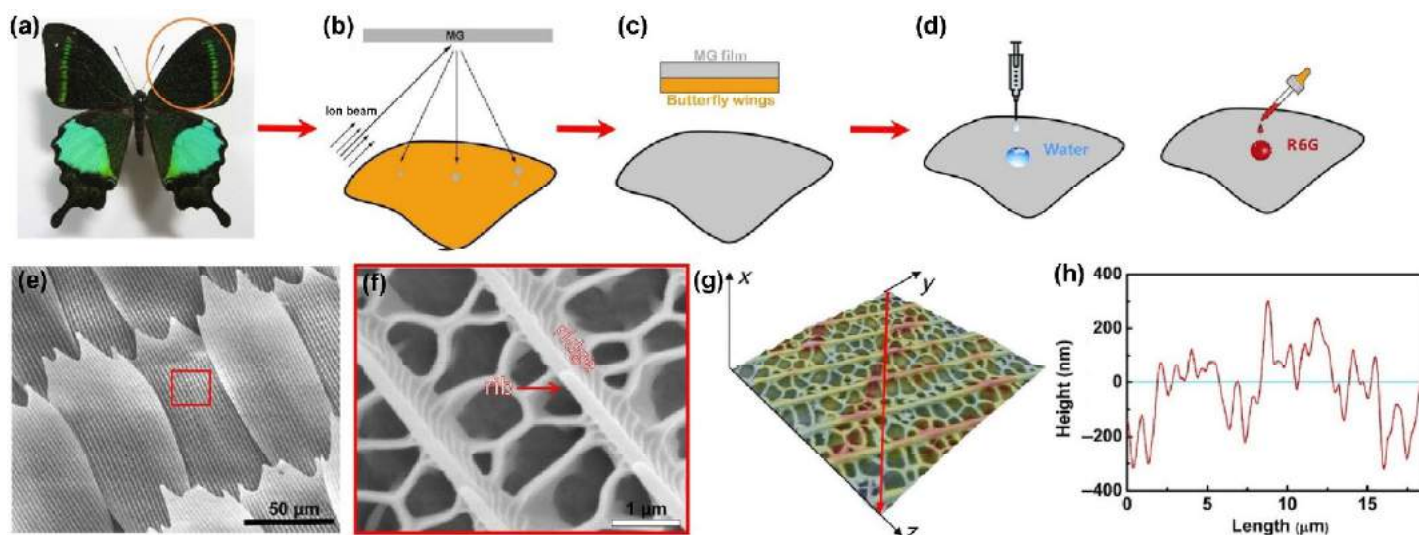 (a)
(b)
MG
Ion beam
(c)
MG film
Butterfly wings
(d)
Water
R6G
(e)
50 μm
(f)
ridge
rib
1 μm
(g)
x
y
z
(h)
Height (nm)
400
200
0
−200
−400
0
5
10
15
Length (μm)